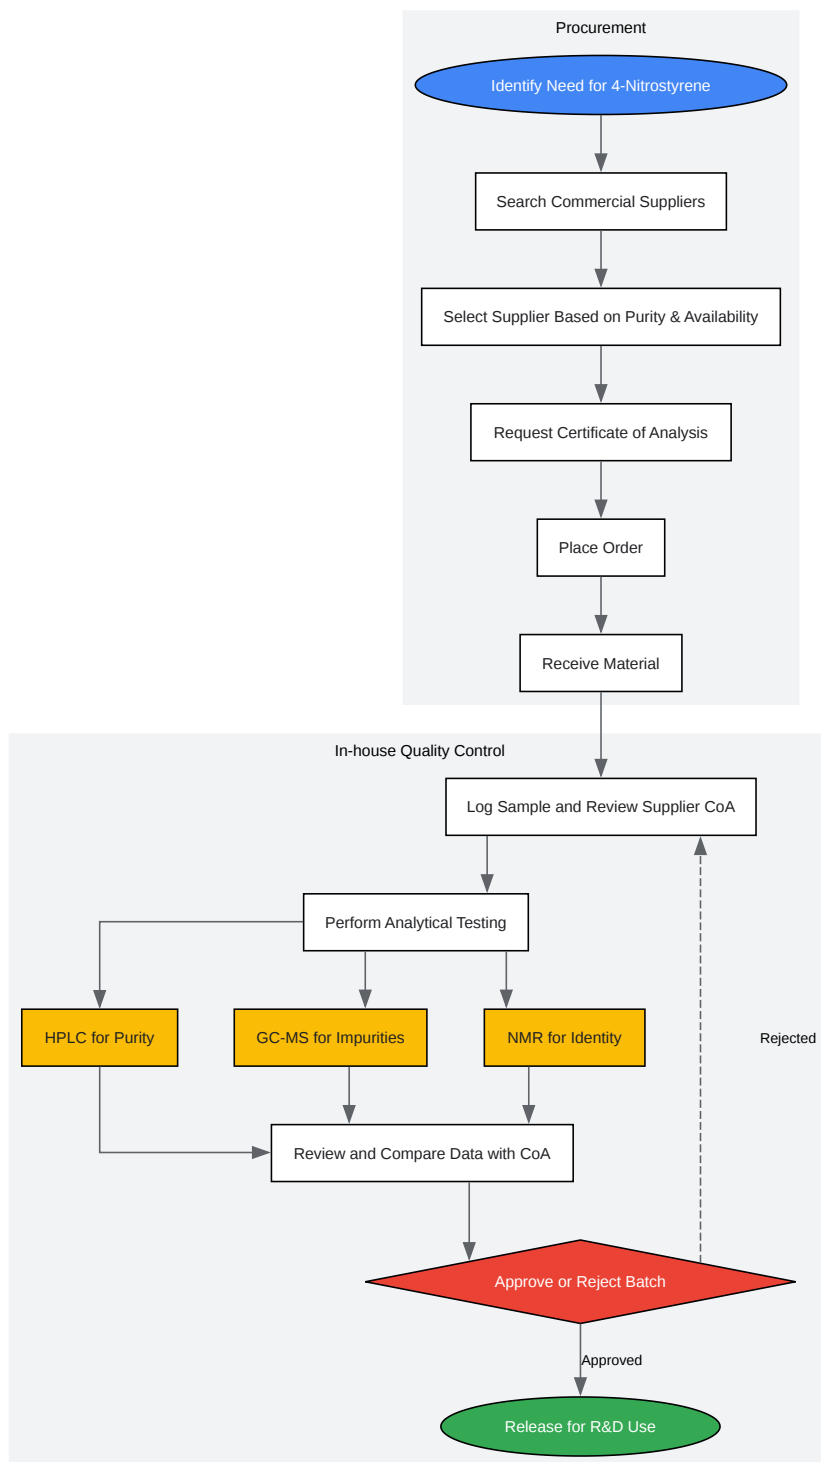 Procurement
Identify Need for 4-Nitrostyrene
Search Commercial Suppliers
Select Supplier Based on Purity & Availability
Request Certificate of Analysis
Place Order
Receive Material
In-house Quality Control
Log Sample and Review Supplier CoA
Perform Analytical Testing
HPLC for Purity
GC-MS for Impurities
NMR for Identity
Rejected
Review and Compare Data with CoA
Approve or Reject Batch
Approved
Release for R&D Use